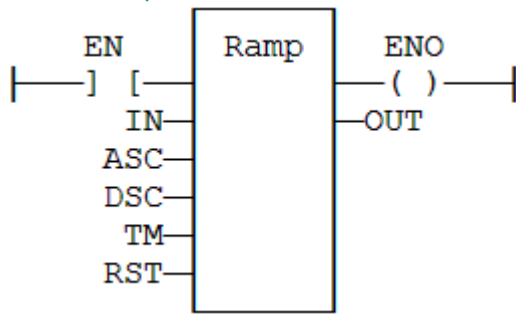 EN Ramp ENO
] [ ( )
IN OUT
ASC
DSC
TM
RST